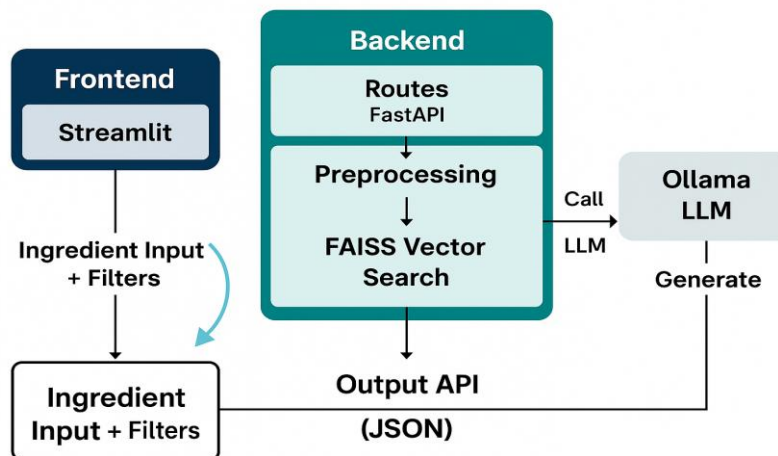 Frontend
Streamlit
Ingredient Input
+ Filters
Ingredient
Input + Filters
Backend
Routes
FastAPI
Preprocessing
FAISS Vector
Search
Call
LLM
Ollama
LLM
Generate
Output API
(JSON)